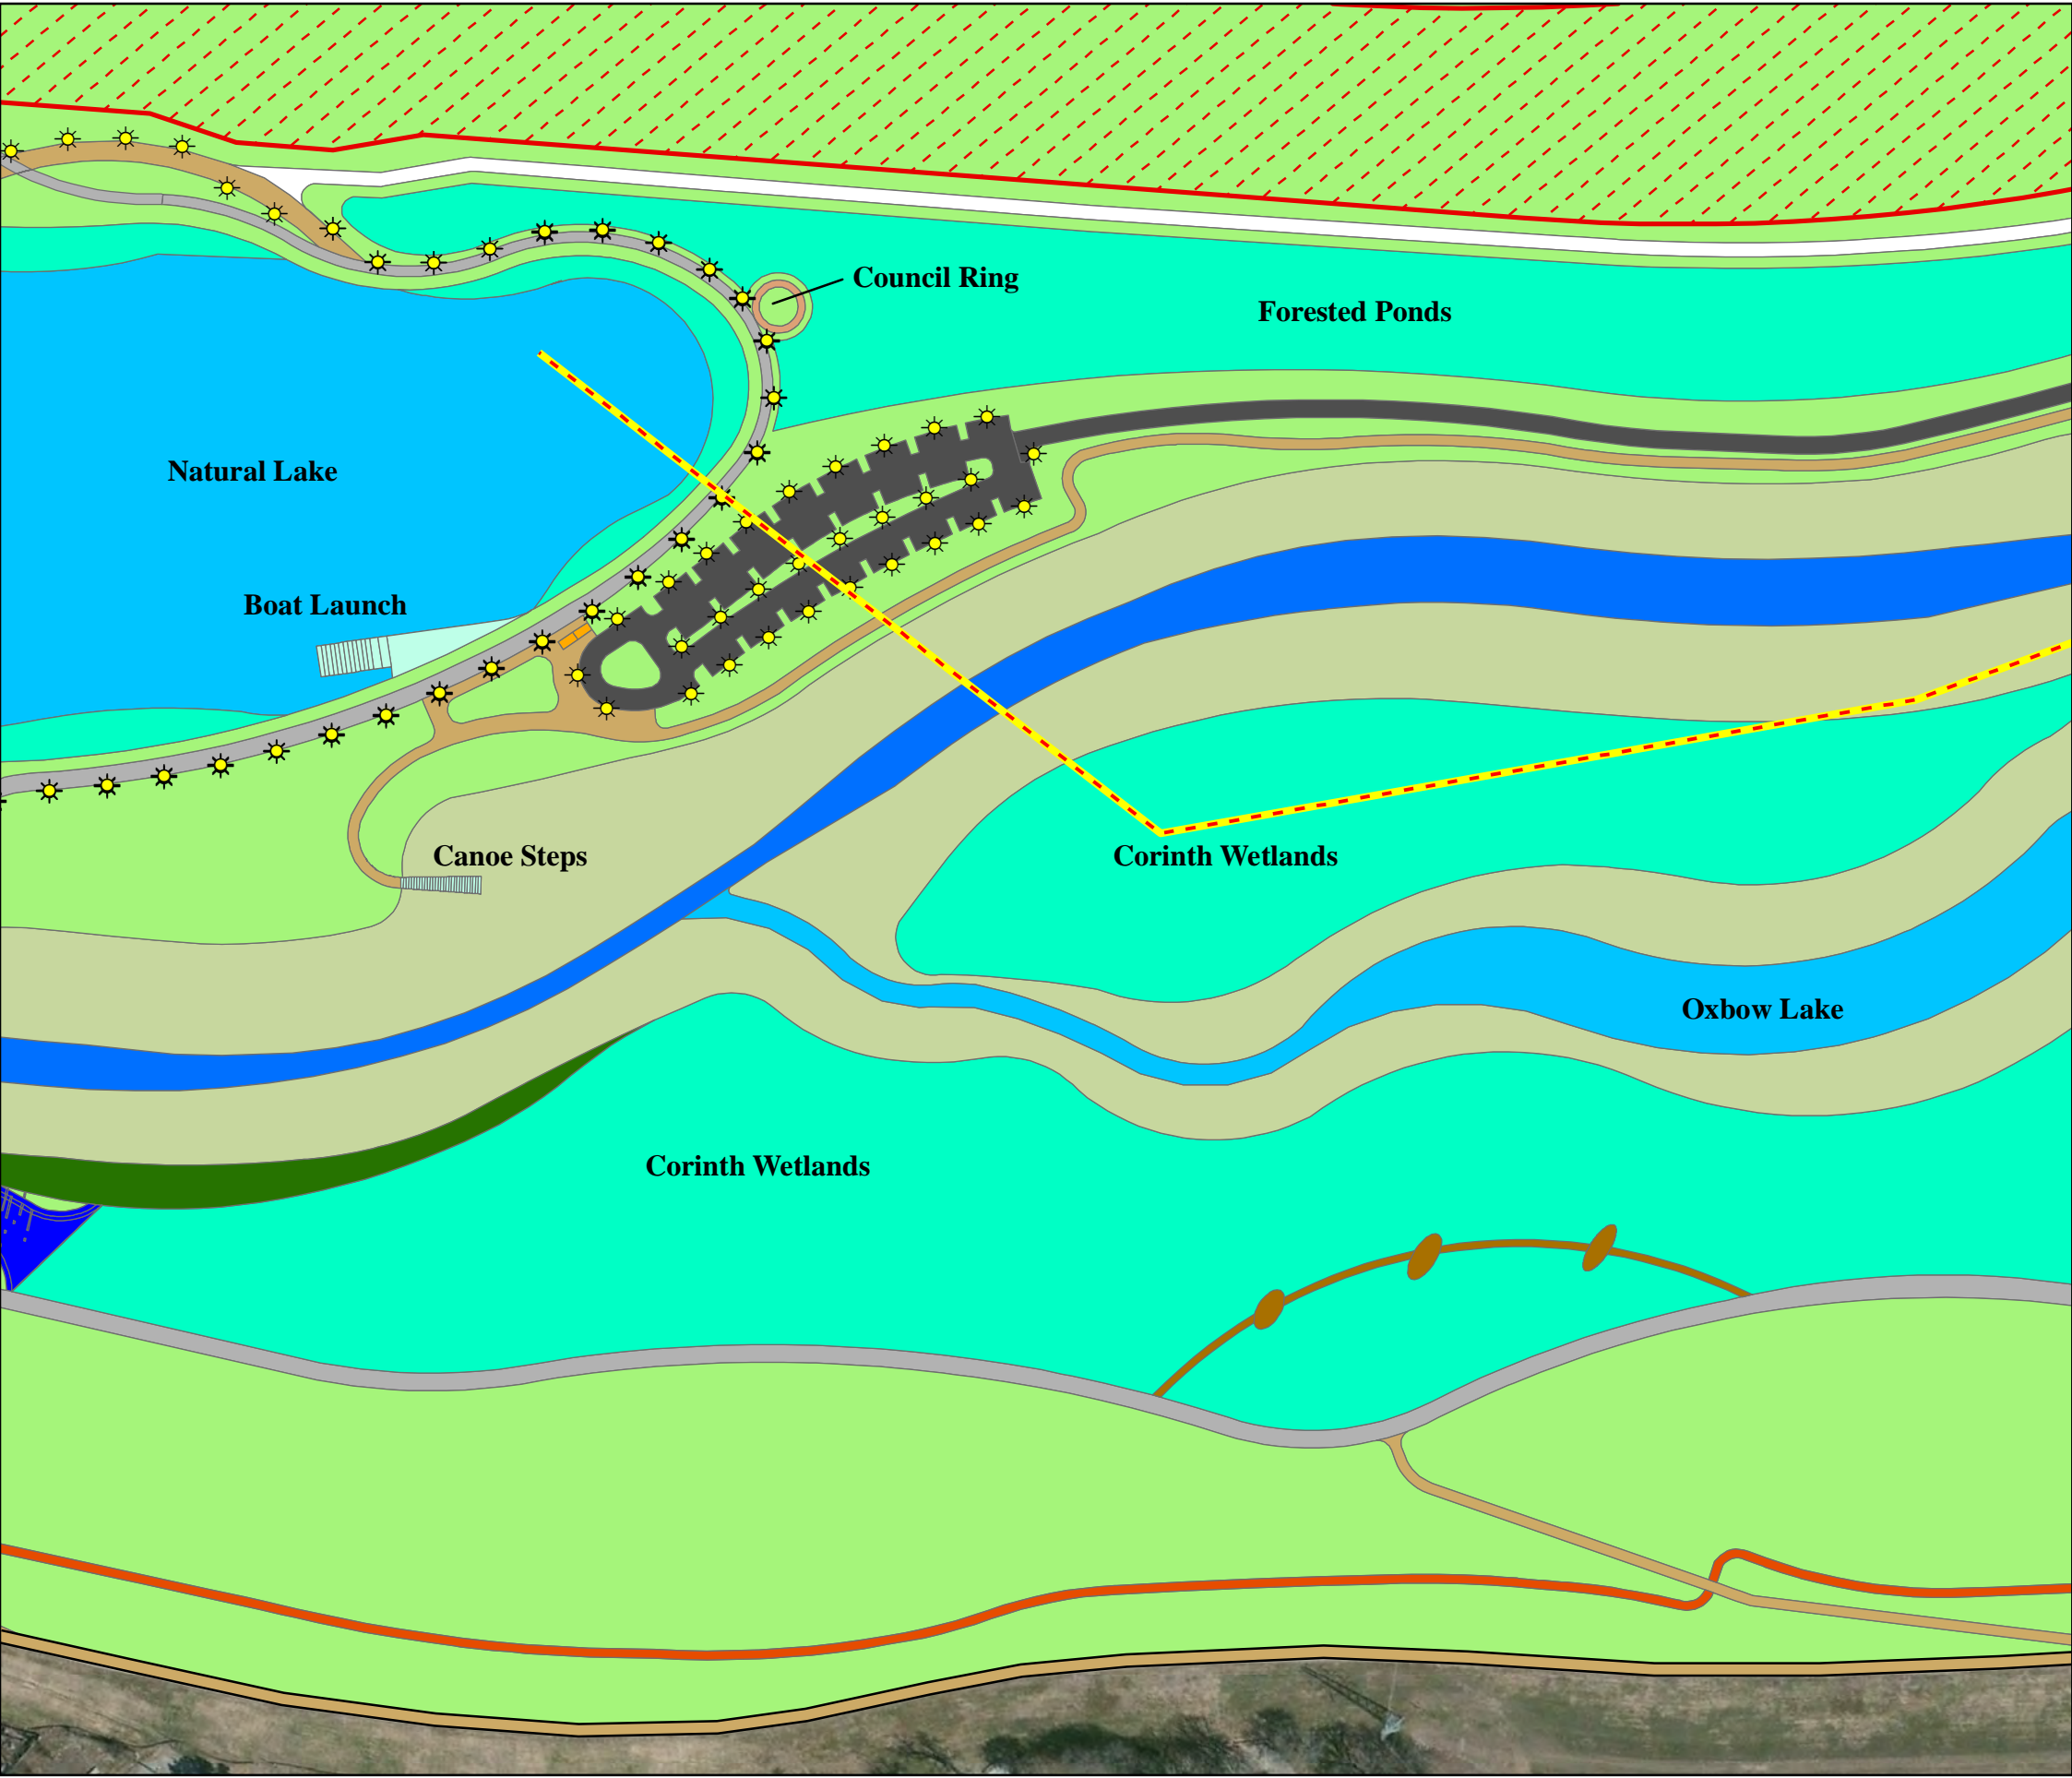 Council Ring
Forested Ponds
Natural Lake
Boat Launch
Canoe Steps
Corinth Wetlands
Oxbow Lake
Corinth Wetlands